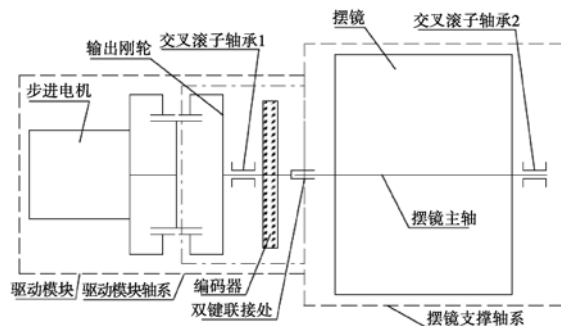 摆镜
交叉滚子轴承2
交叉滚子轴承1
输出刚轮
步进电机
摆镜主轴
编码器
驱动模块
驱动模块轴系
双键联接处
摆镜支撑轴系